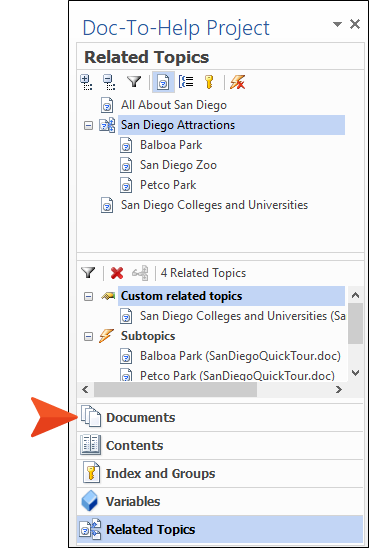 Doc-To-Help Project
Related Topics
All About San Diego
San Diego Attractions
Balboa Park
San Diego Zoo
Petco Park
San Diego Colleges and Universities
4 Related Topics
Custom related topics
San Diego Colleges and Universities (Sa
Subtopics
Balboa Park (SanDiegoQuickTour.doc)
Petco Park (SanDiegoQuickTour.doc)
Documents
Contents
Index and Groups
Variables
Related Topics